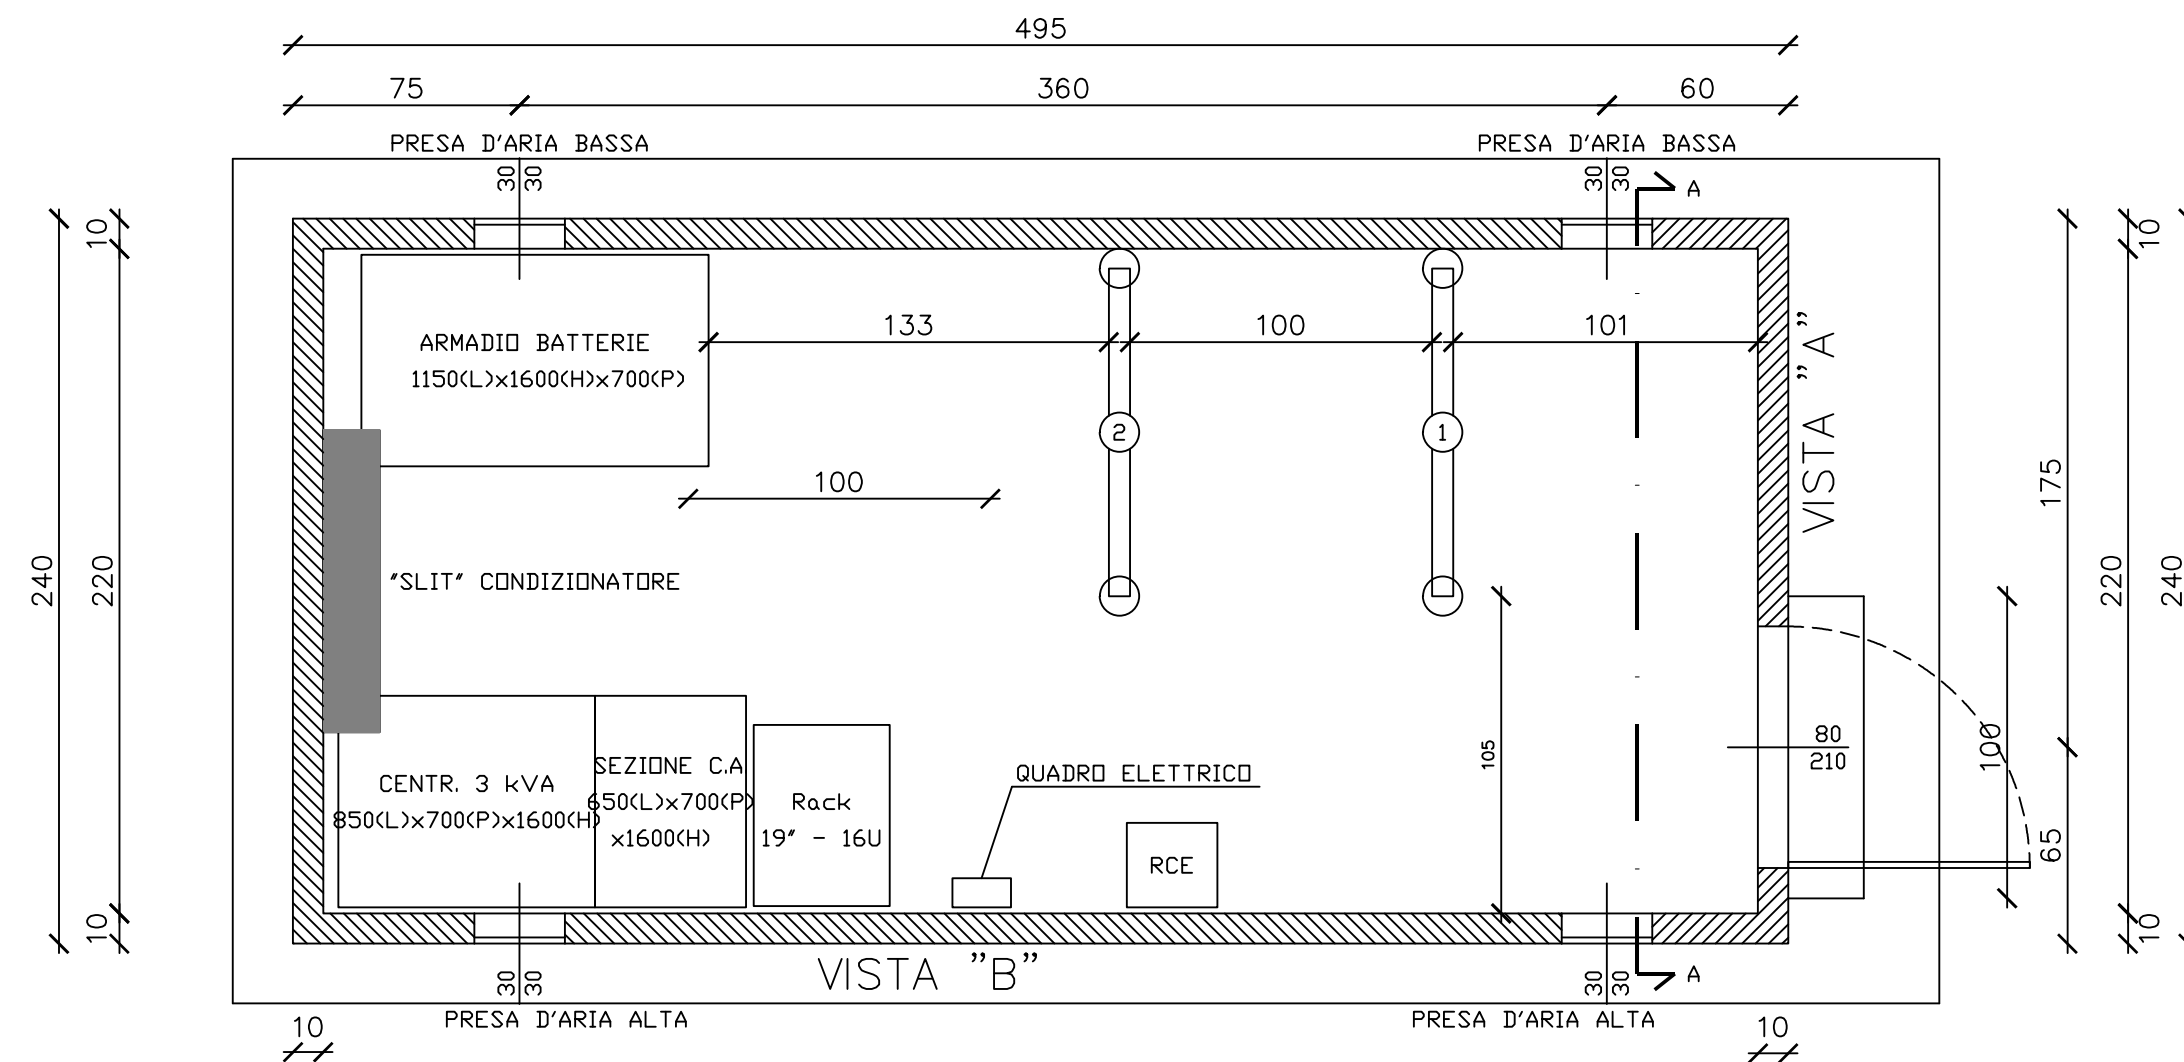 495
75
360
60
PRESA D'ARIA BASSA
PRESA D'ARIA BASSA
30
30
30
30
A
10
10
133
100
101
ARMADIO BATTERIE
1150(L)x1600(H)x700(P)
VISTA "A"
2
1
100
175
240
220
220
240
"SLIT" CONDIZIONATORE
105
100
80
210
SEZIONE C.A
650(L)x700(P)
x1600(H)
CENTR. 3 kVA
850(L)x700(P)x1600(H)
Rack
19" - 16U
QUADRO ELETTRICO
RCE
65
10
10
VISTA "B"
30
30
30
30
A
PRESA D'ARIA ALTA
PRESA D'ARIA ALTA
10
10